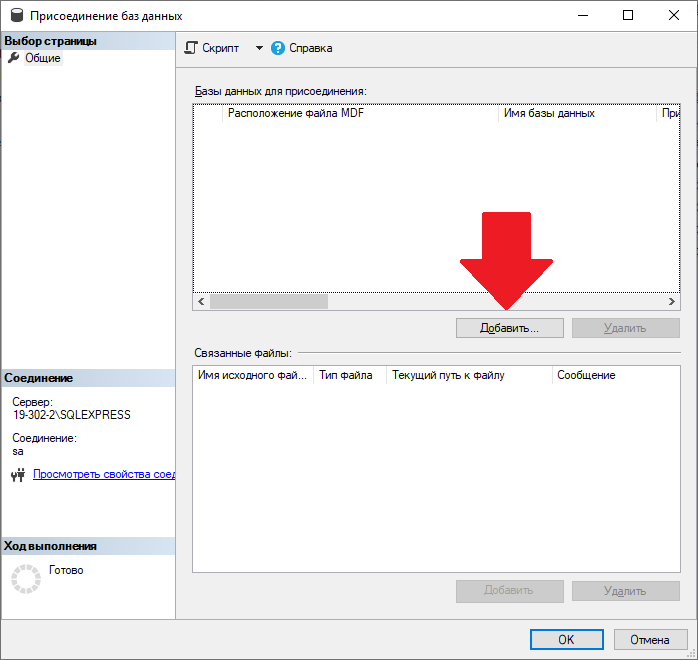 Присоединение баз данных
Выбор страницы
Общие
Скрипт
Справка
Базы данных для присоединения:
Расположение файла MDF
Имя базы данных
При
Добавить...
Удалить
Связанные файлы:
Имя исходного фай...
Тип файла
Текущий путь к файлу
Сообщение
Соединение
Сервер:
19-302-2\SQLEXPRESS
Соединение:
sa
Просмотреть свойства соед
Ход выполнения
Готово
Добавить
Удалить
OK
Отмена